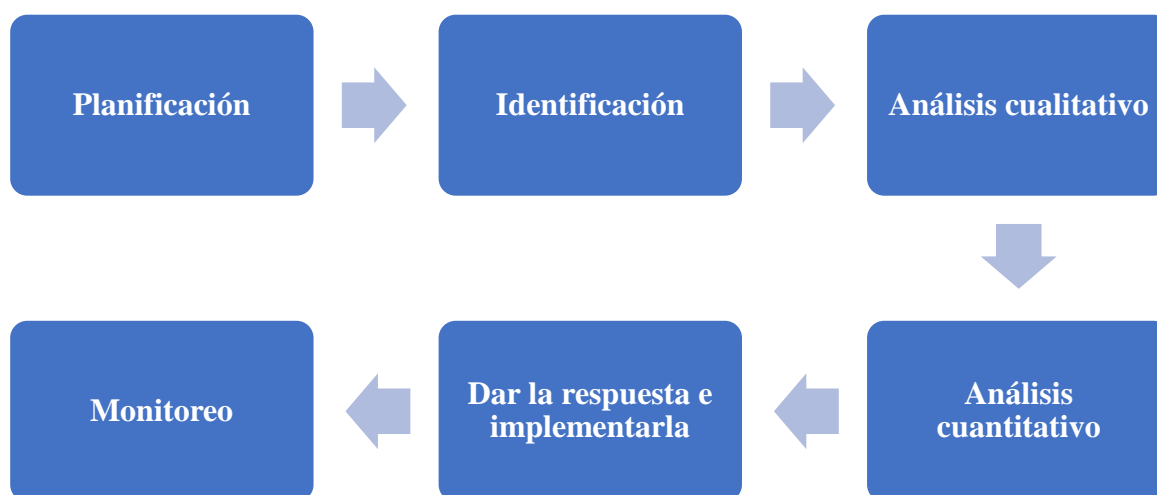 Planificación
Identificación
Análisis cualitativo
Análisis
cuantitativo
Dar la respuesta e
implementarla
Monitoreo